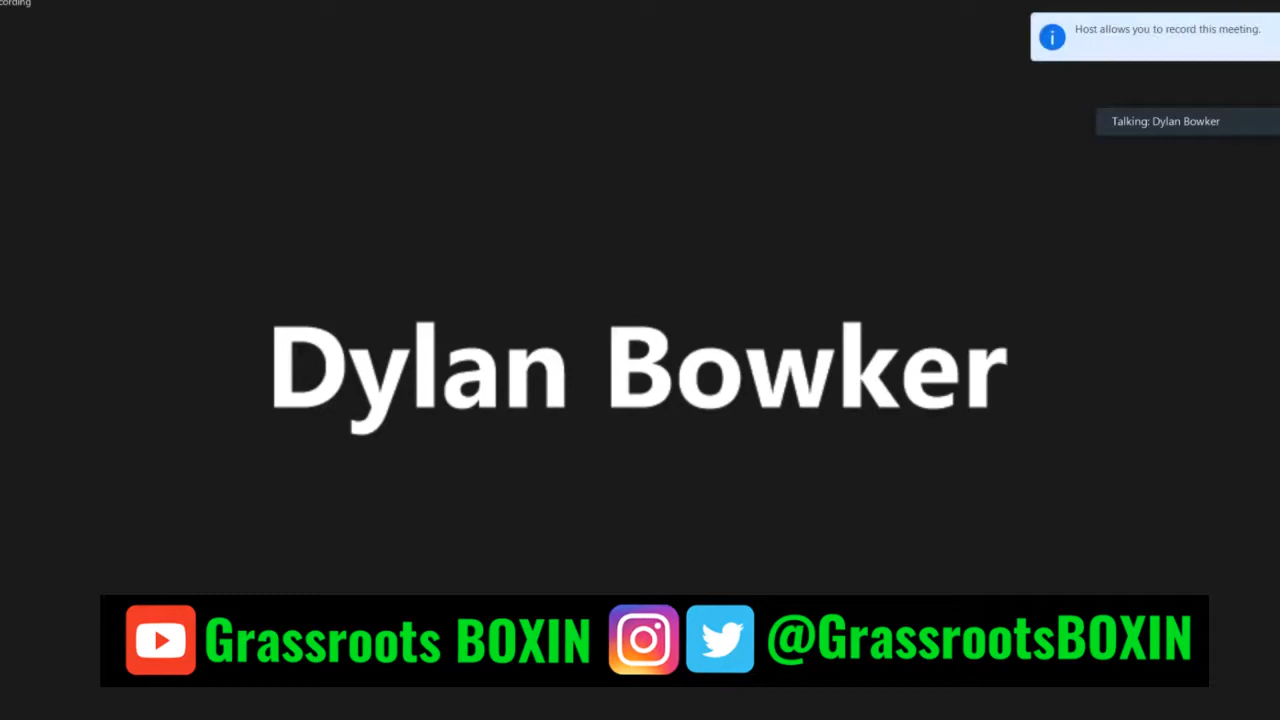 Host allows you to record this meeting.
Talking: Dylan Bowker
Dylan Bowker
Grassroots BOXIN @GrassrootsBOXIN